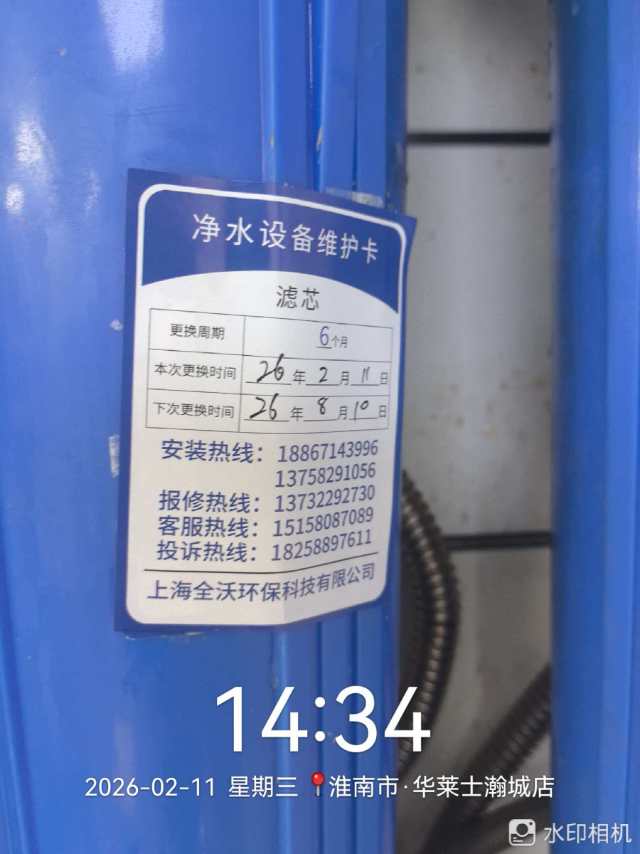 净水设备维护卡
滤芯
更换周期 6个月
本次更换时间 26年2月11日
下次更换时间 26年8月10日
安装热线：18867143996
13758291056
报修热线：13732292730
客服热线：15158087089
投诉热线：18258897611
上海全沃环保科技有限公司
14:34
2026-02-11 星期三 淮南市·华莱士瀚城店
水印相机